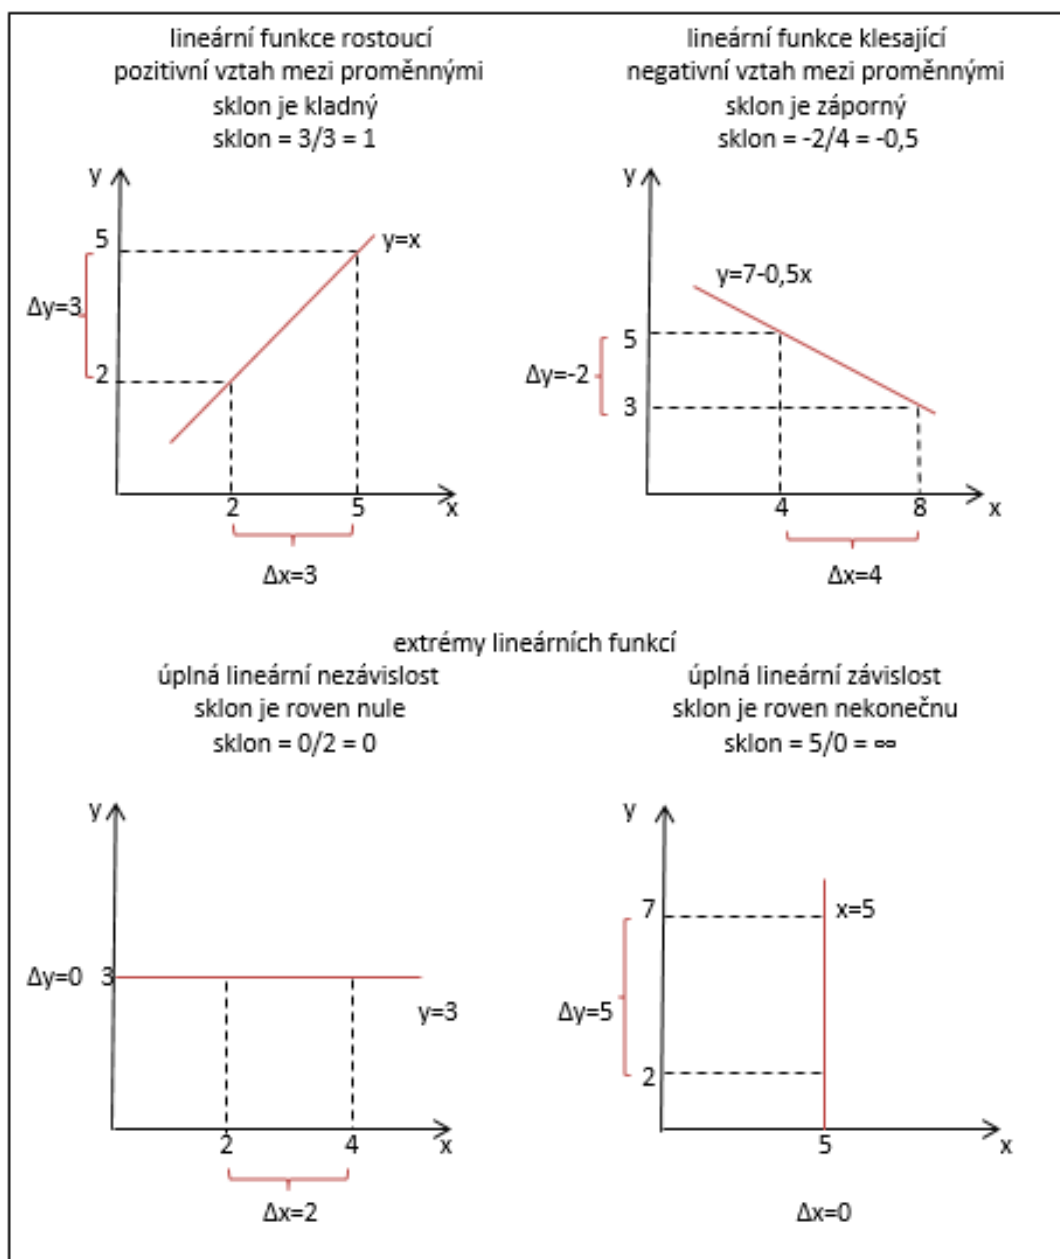 lineární funkce rostoucí
pozitivní vztah mezi proměnnými
sklon je kladný
sklon = 3/3 = 1
y
5
y=x
Δy=3
2
2
5
x
Δx=3
lineární funkce klesající
negativní vztah mezi proměnnými
sklon je záporný
sklon = -2/4 = -0,5
y
y=7-0,5x
5
Δy=-2
3
4
8
x
Δx=4
extrémy lineárních funkcí
úplná lineární nezávislost
sklon je roven nule
sklon = 0/2 = 0
y
Δy=0
3
y=3
2
4
x
Δx=2
úplná lineární závislost
sklon je roven nekonečnu
sklon = 5/0 = ∞
y
7
x=5
Δy=5
2
5
x
Δx=0